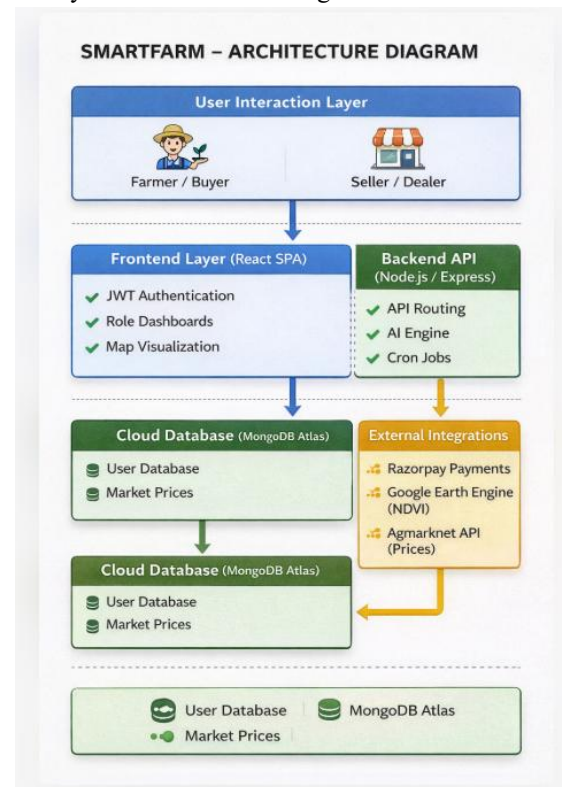 SMARTFARM – ARCHITECTURE DIAGRAM
User Interaction Layer
Farmer / Buyer
Seller / Dealer
Frontend Layer (React SPA)
JWT Authentication
Role Dashboards
Map Visualization
Backend API
(Node.js / Express)
API Routing
AI Engine
Cron Jobs
Cloud Database (MongoDB Atlas)
User Database
Market Prices
External Integrations
Razorpay Payments
Google Earth Engine
(NDVI)
Agmarknet API
(Prices)
Cloud Database (MongoDB Atlas)
User Database
Market Prices
User Database
MongoDB Atlas
Market Prices